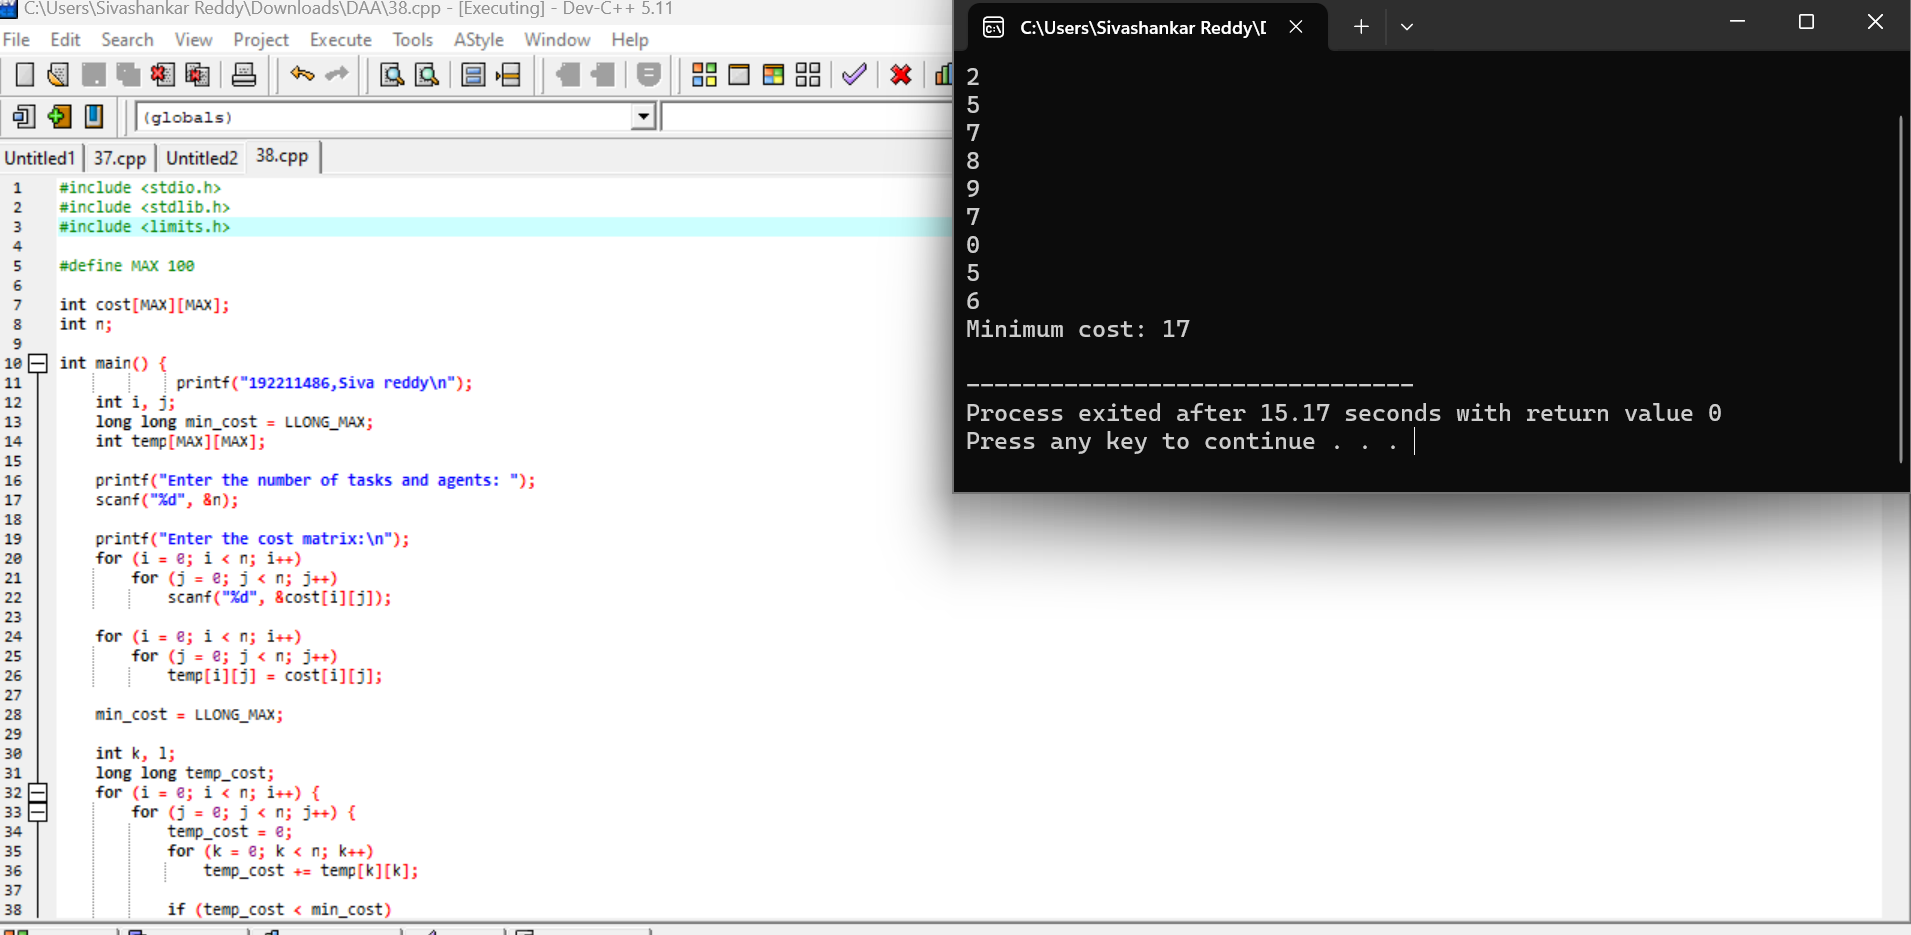 C:\Users\Sivashankar Reddy\Downloads\DAA\38.cpp - [Executing] - Dev-C++ 5.11
File Edit Search View Project Execute Tools AStyle Window Help
(globals)
Untitled1 37.cpp Untitled2 38.cpp
1 #include <stdio.h>
2 #include <stdlib.h>
3 #include <limits.h>
4
5 #define MAX 100
6
7 int cost[MAX][MAX];
8 int n;
9
10 int main() {
11 printf("192211486,Siva reddy\n");
12 int i, j;
13 long long min_cost = LLONG_MAX;
14 int temp[MAX][MAX];
15
16 printf("Enter the number of tasks and agents: ");
17 scanf("%d", &n);
18
19 printf("Enter the cost matrix:\n");
20 for (i = 0; i < n; i++)
21 for (j = 0; j < n; j++)
22 scanf("%d", &cost[i][j]);
23
24 for (i = 0; i < n; i++)
25 for (j = 0; j < n; j++)
26 temp[i][j] = cost[i][j];
27
28 min_cost = LLONG_MAX;
29
30 int k, l;
31 long long temp_cost;
32 for (i = 0; i < n; i++) {
33 for (j = 0; j < n; j++) {
34 temp_cost = 0;
35 for (k = 0; k < n; k++)
36 temp_cost += temp[k][k];
37
38 if (temp_cost < min_cost)
C:\Users\Sivashankar Reddy\
2
5
7
8
9
7
0
5
6
Minimum cost: 17
--------------------------------
Process exited after 15.17 seconds with return value 0
Press any key to continue . . .